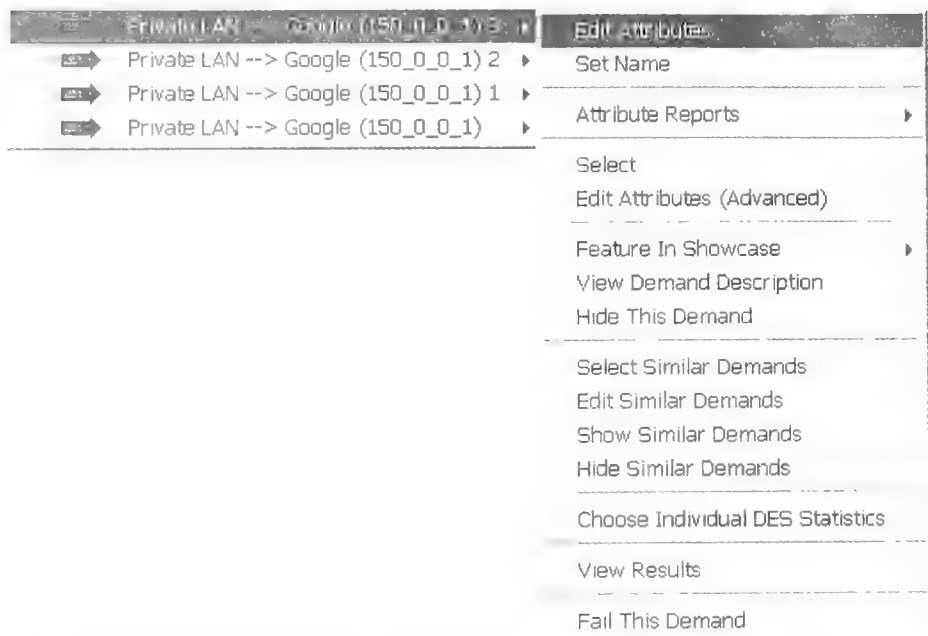 Private LAN --> Google (150_0_0_1) 3
Private LAN --> Google (150_0_0_1) 2
Private LAN --> Google (150_0_0_1) 1
Private LAN --> Google (150_0_0_1)
Edit Attributes
Set Name
Attribute Reports
Select
Edit Attributes (Advanced)
Feature In Showcase
View Demand Description
Hide This Demand
Select Similar Demands
Edit Similar Demands
Show Similar Demands
Hide Similar Demands
Choose Individual DES Statistics
View Results
Fail This Demand